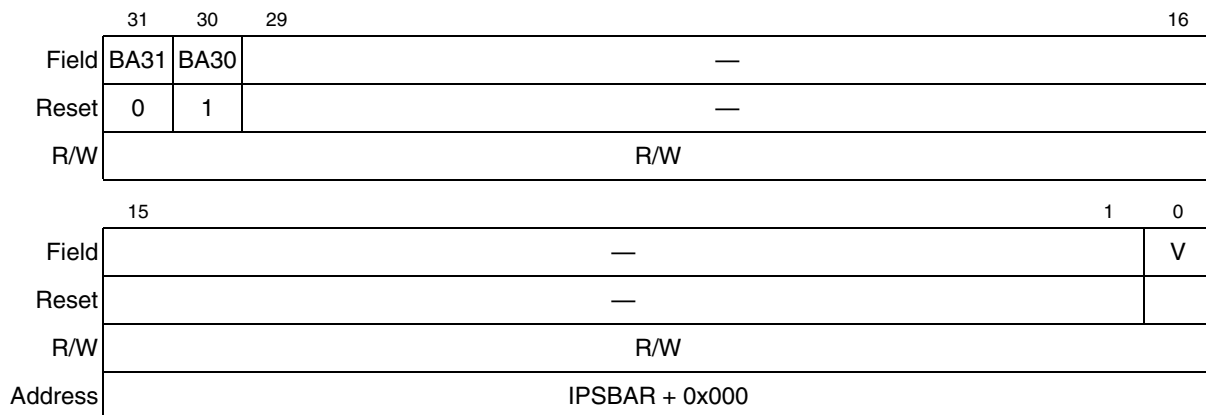 31 30 29 16
Field BA31 BA30 —
Reset 0 1 —
R/W R/W
15 1 0
Field — V
Reset —
R/W R/W
Address IPSBAR + 0x000